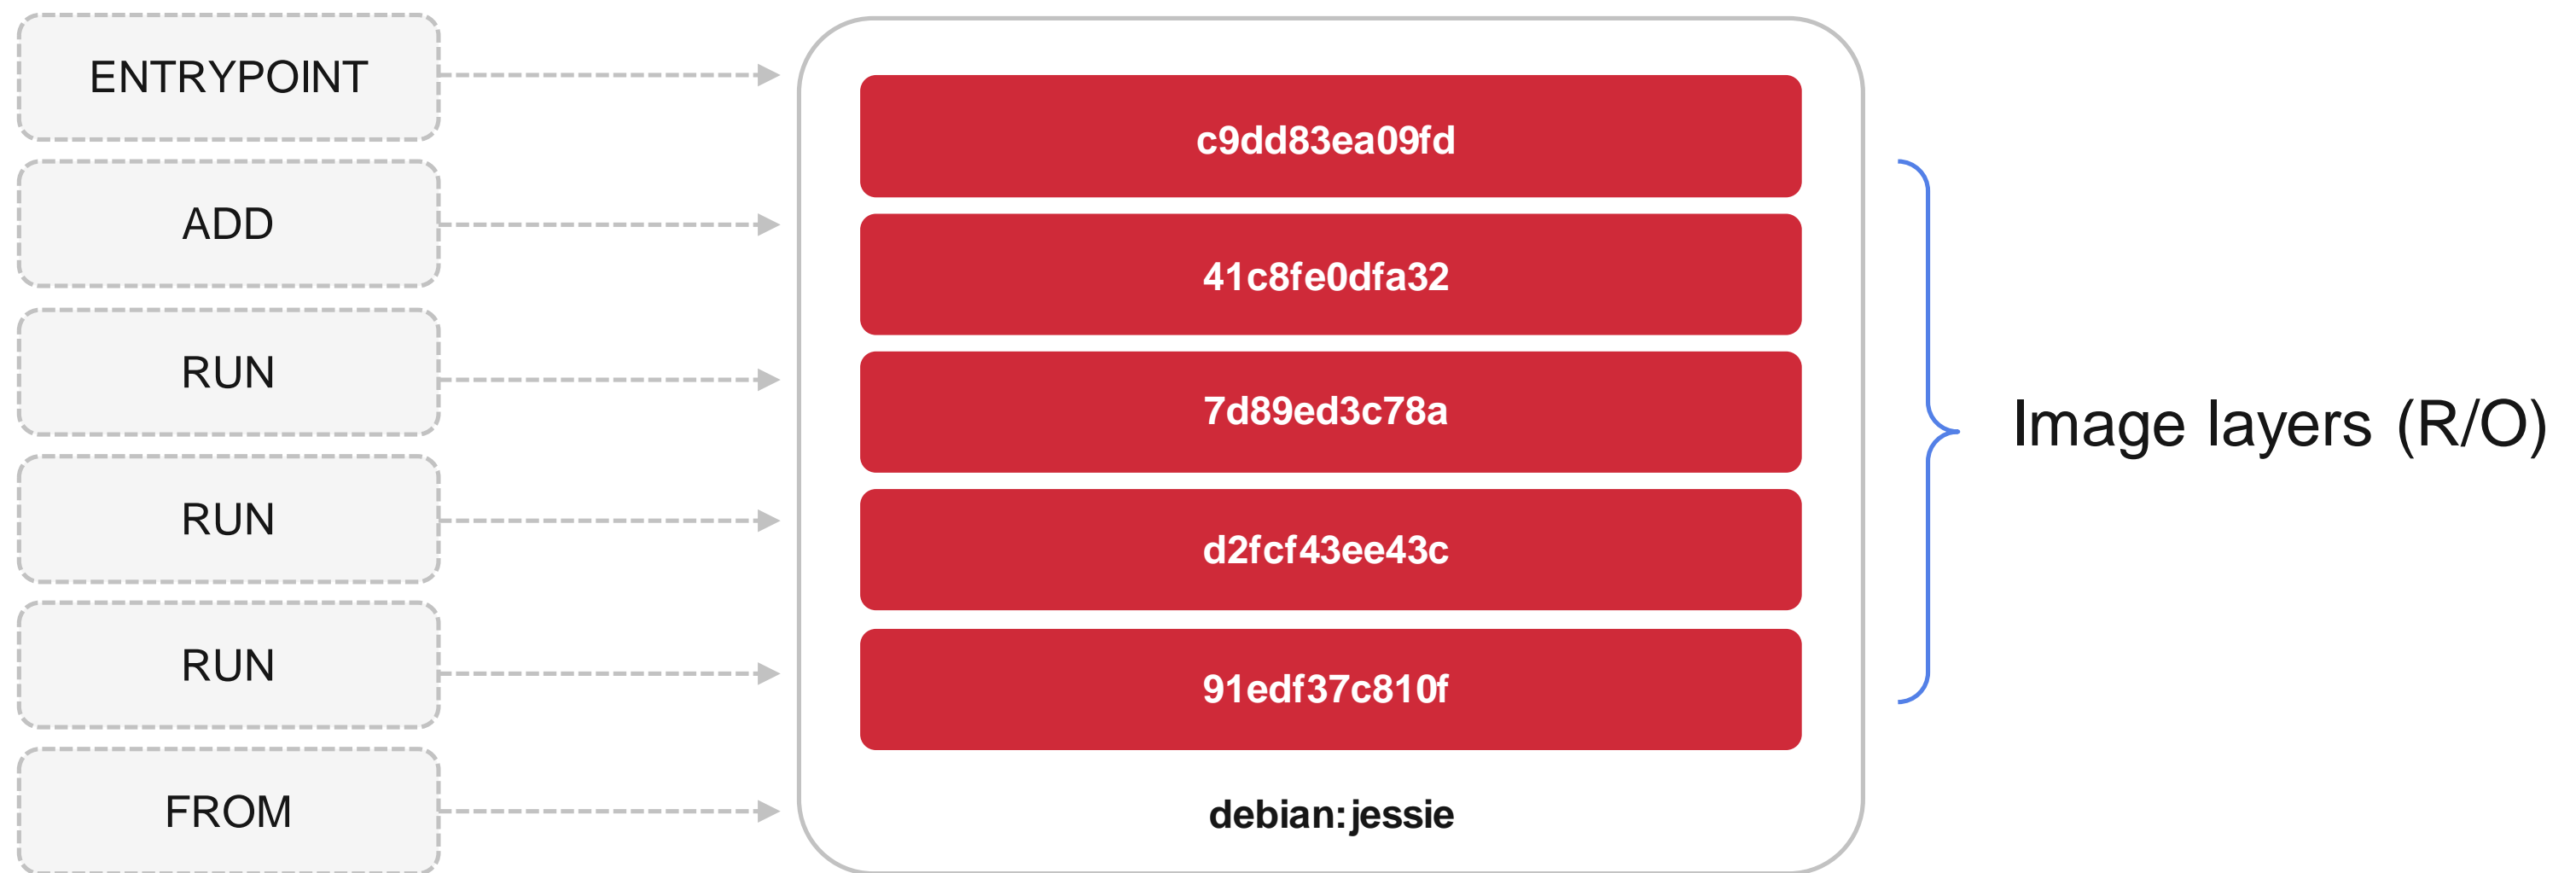 ENTRYPOINT
ADD
RUN
RUN
RUN
FROM
c9dd83ea09fd
41c8fe0dfa32
7d89ed3c78a
d2fcf43ee43c
91edf37c810f
debian:jessie
Image layers (R/O)